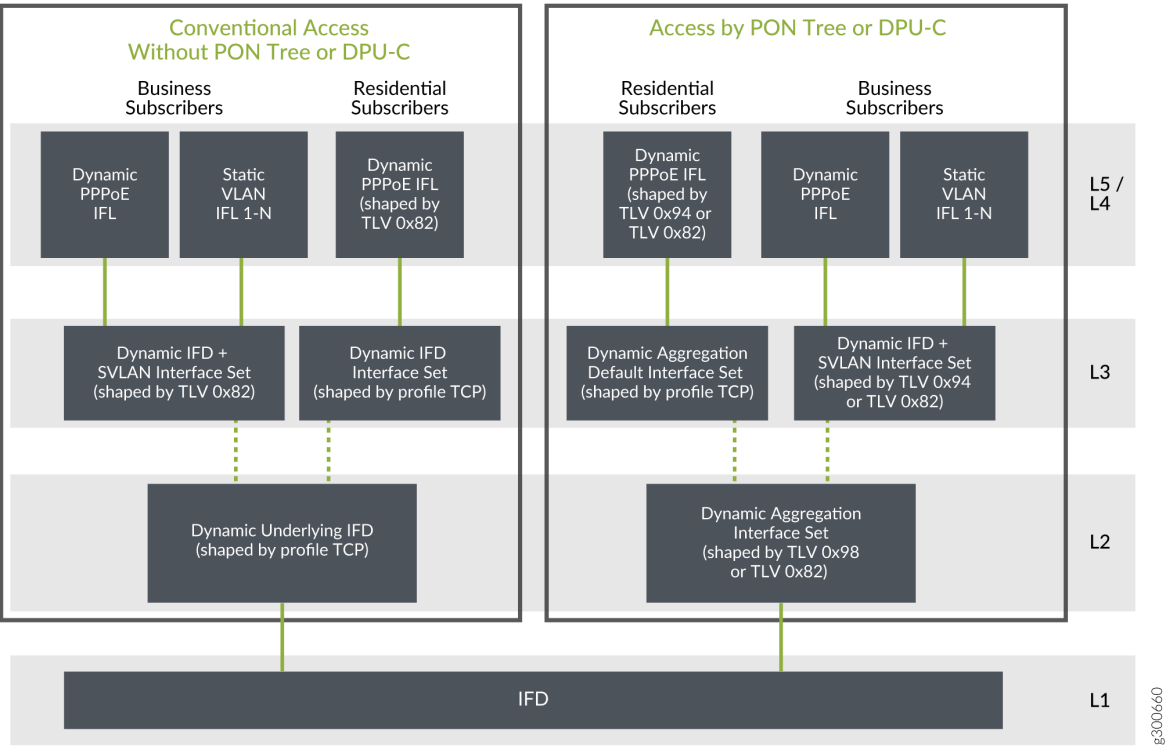 Conventional Access
Without PON Tree or DPU-C
Business
Subscribers
Residential
Subscribers
Dynamic
PPPoE
IFL
Static
VLAN
IFL 1-N
Dynamic
PPPoE IFL
(shaped by
TLV 0x82)
Dynamic IFD +
SVLAN Interface Set
(shaped by TLV 0x82)
Dynamic IFD
Interface Set
(shaped by profile TCP)
Dynamic Underlying IFD
(shaped by profile TCP)
Access by PON Tree or DPU-C
Residential
Subscribers
Business
Subscribers
Dynamic
PPPoE IFL
(shaped by
TLV 0x94 or
TLV 0x82)
Dynamic
PPPoE
IFL
Static
VLAN
IFL 1-N
Dynamic Aggregation
Default Interface Set
(shaped by profile TCP)
Dynamic IFD +
SVLAN Interface Set
(shaped by TLV 0x94
or TLV 0x82)
Dynamic Aggregation
Interface Set
(shaped by TLV 0x98
or TLV 0x82)
L5 /
L4
L3
L2
IFD
L1
g300660